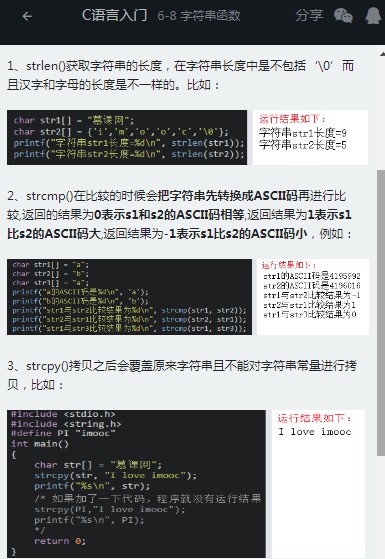 C语言入门 6-8 字符串函数 分享
1、strlen()获取字符串的长度，在字符串长度中是不包括‘\0’而
且汉字和字母的长度是不一样的。比如：
char str1[] = "慕课网";
char str2[] = {'i','m','o','o','c','\0'};
printf("字符串str1长度=%d\n", strlen(str1));
printf("字符串str2长度=%d\n", strlen(str2));
运行结果如下：
字符串str1长度=9
字符串str2长度=5
2、strcmp()在比较的时候会把字符串先转换成ASCII码再进行比
较,返回的结果为0表示s1和s2的ASCII码相等,返回结果为1表示s1
比s2的ASCII码大,返回结果为-1表示s1比s2的ASCII码小，例如：
char str1[] = "a";
char str2[] = "b";
char str3[] = "a";
printf("a的ASCII码是%d\n", 'a');
printf("b的ASCII码是%d\n", 'b');
printf("str1与str2比较结果为%d\n", strcmp(str1, str2));
printf("str2与str1比较结果为%d\n", strcmp(str2, str1));
printf("str1与str3比较结果为%d\n", strcmp(str1, str3));
运行结果如下：
str1的ASCII码是4195992
str2的ASCII码是4196016
str1与str2比较结果为-1
str2与str1比较结果为1
str1与str3比较结果为0
3、strcpy()拷贝之后会覆盖原来字符串且不能对字符串常量进行拷
贝，比如：
#include <stdio.h>
#include <string.h>
#define PI "imooc"
int main()
{
char str[] = "慕课网";
strcpy(str, "I love imooc");
printf("%s\n", str);
/* 如果加了一下代码，程序就没有运行结果
strcpy(PI,"I love imooc");
printf("%s\n", PI);
*/
return 0;
}
运行结果如下：
I love imooc